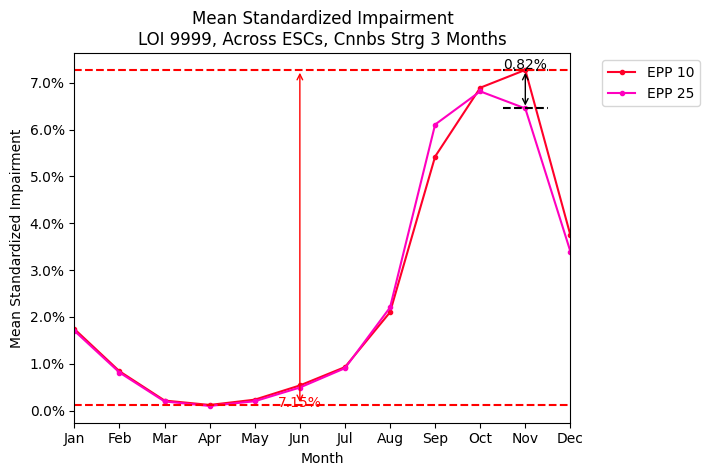 Mean Standardized Impairment
LOI 9999, Across ESCs, Cnnbs Strg 3 Months
0.82%
EPP 10
EPP 25
7.0%
6.0%
5.0%
4.0%
3.0%
2.0%
1.0%
0.0%
Mean Standardized Impairment
7.15%
Jan Feb Mar Apr May Jun Jul Aug Sep Oct Nov Dec
Month